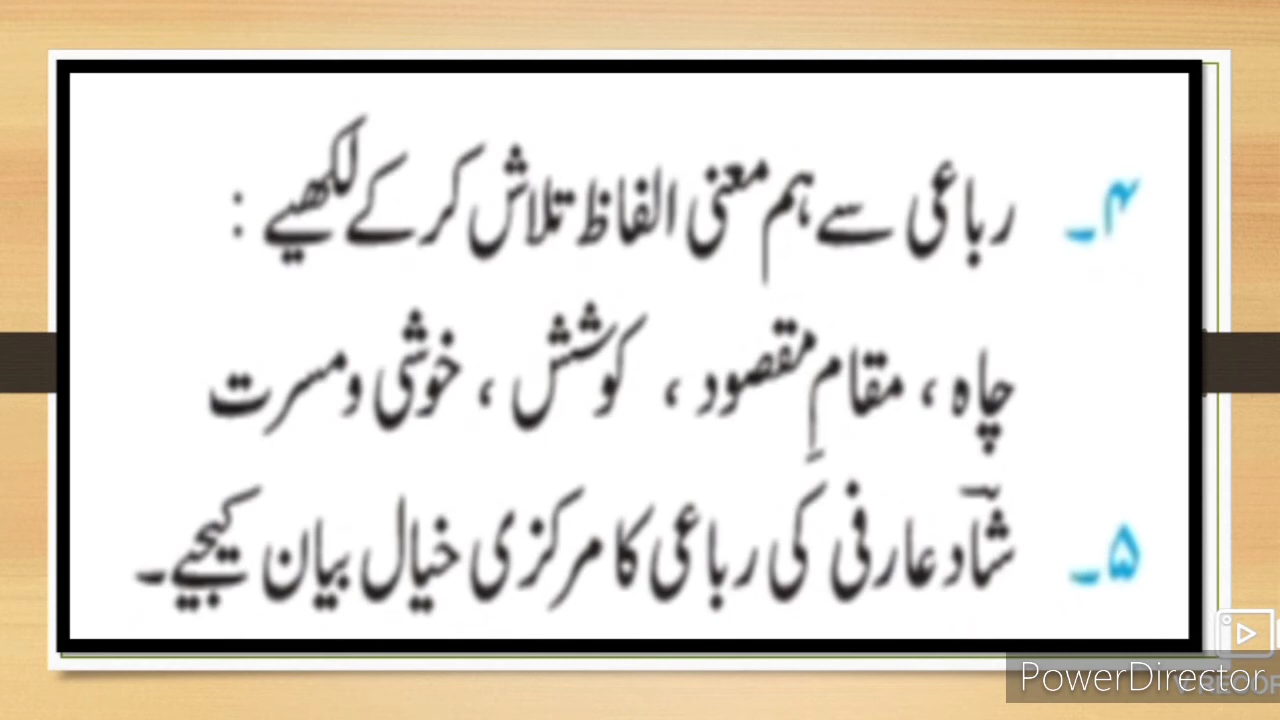 ۴۔ رباعی سے ہم معنی الفاظ تلاش کر کے لکھیے :
چاہ ، مقامِ مقصود ، کوشش ، خوشی و مسرت
۵۔ شادؔ عارفی کی رباعی کا مرکزی خیال بیان کیجیے۔
PowerDirector